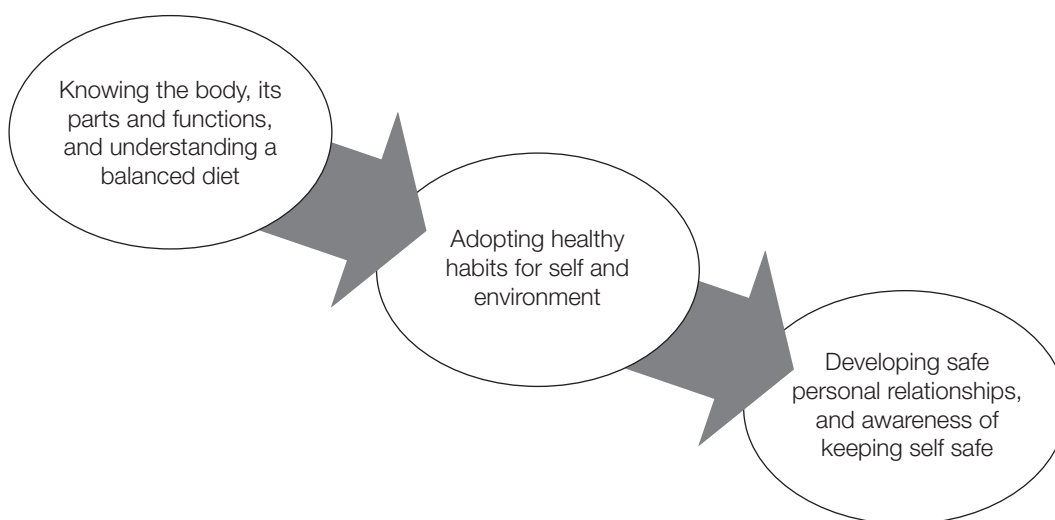 Knowing the body, its
parts and functions,
and understanding a
balanced diet
Adopting healthy
habits for self and
environment
Developing safe
personal relationships,
and awareness of
keeping self safe